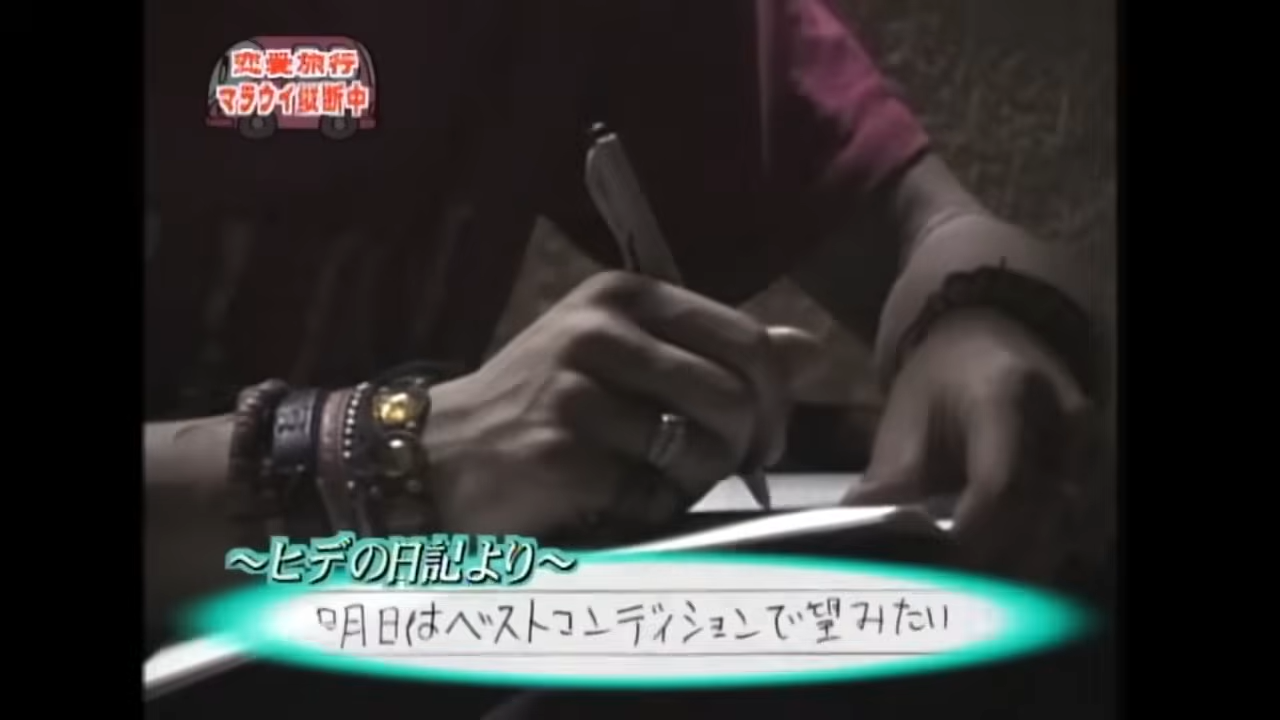 恋愛旅行
マラウイ縦断中
～ヒデの日記より～
明日はベストコンディションで望みたい